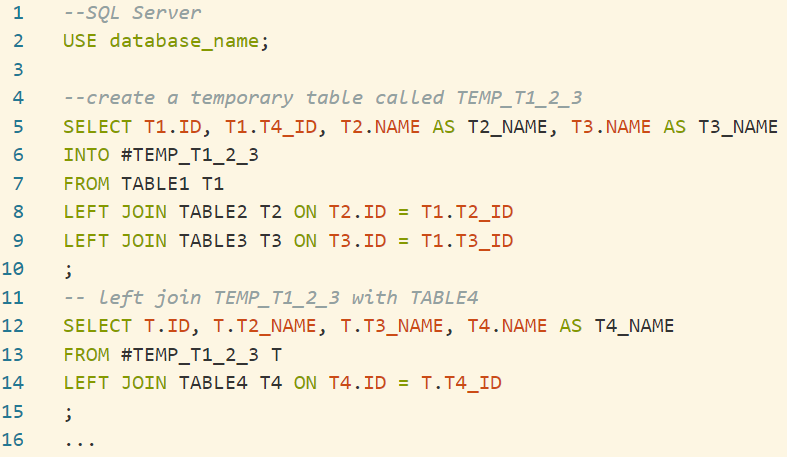 1 --SQL Server
2 USE database_name;
3
4 --create a temporary table called TEMP_T1_2_3
5 SELECT T1.ID, T1.T4_ID, T2.NAME AS T2_NAME, T3.NAME AS T3_NAME
6 INTO #TEMP_T1_2_3
7 FROM TABLE1 T1
8 LEFT JOIN TABLE2 T2 ON T2.ID = T1.T2_ID
9 LEFT JOIN TABLE3 T3 ON T3.ID = T1.T3_ID
10 ;
11 -- left join TEMP_T1_2_3 with TABLE4
12 SELECT T.ID, T.T2_NAME, T.T3_NAME, T4.NAME AS T4_NAME
13 FROM #TEMP_T1_2_3 T
14 LEFT JOIN TABLE4 T4 ON T4.ID = T.T4_ID
15 ;
16 ...